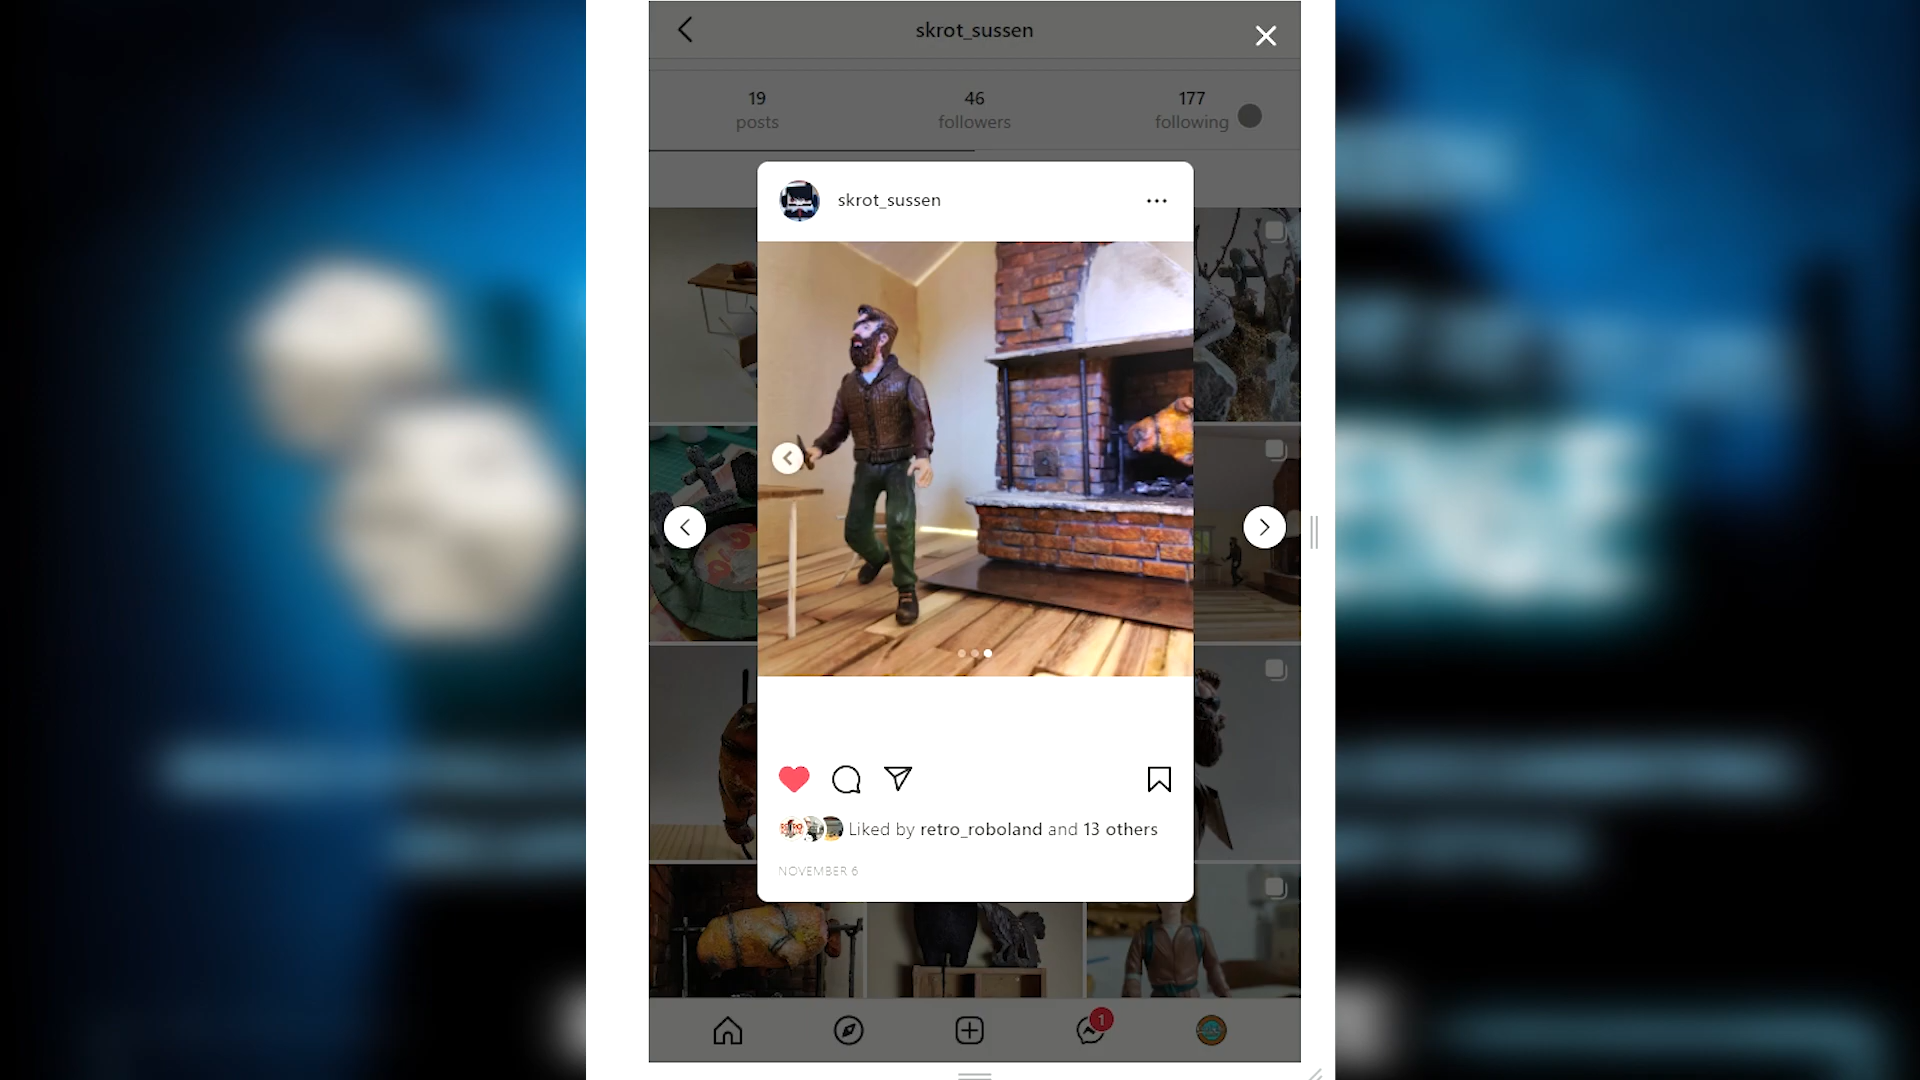 skrot_sussen
19
posts
46
followers
177
following
skrot_sussen
Liked by retro_roboland and 13 others
NOVEMBER 6
1